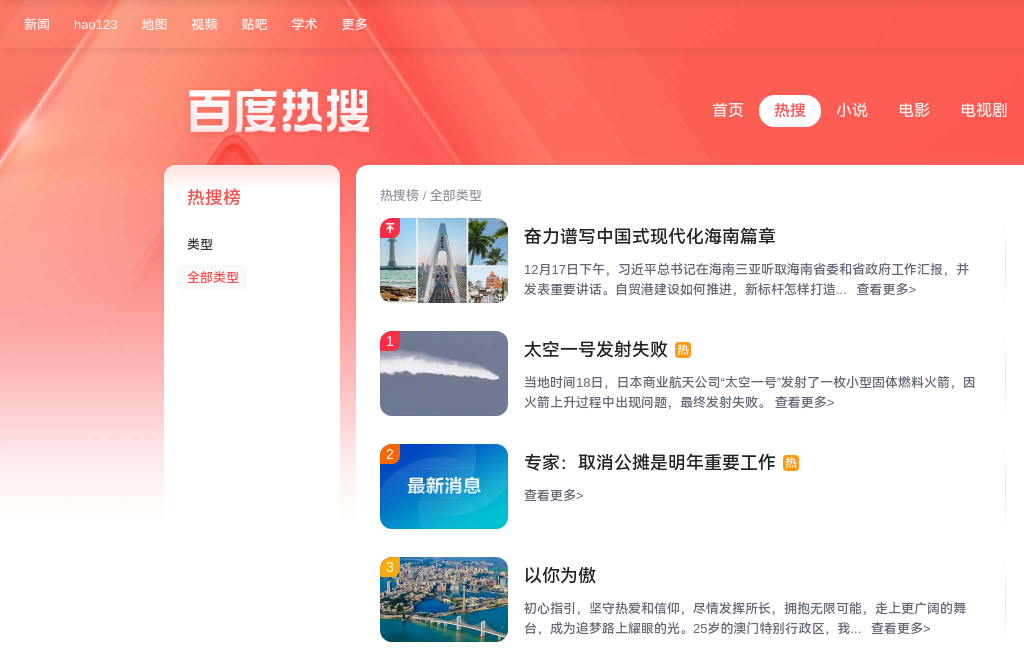 新闻 hao123 地图 视频 贴吧 学术 更多
百度热搜
首页 热搜 小说 电影 电视剧
热搜榜
类型
全部类型
热搜榜 / 全部类型
奋力谱写中国式现代化海南篇章
12月17日下午，习近平总书记在海南三亚听取海南省委和省政府工作汇报，并
发表重要讲话。自贸港建设如何推进，新标杆怎样打造... 查看更多>
1
太空一号发射失败 热
当地时间18日，日本商业航天公司“太空一号”发射了一枚小型固体燃料火箭，因
火箭上升过程中出现问题，最终发射失败。 查看更多>
2
最新消息
专家：取消公摊是明年重要工作 热
查看更多>
3
以你为傲
初心指引，坚守热爱和信仰，尽情发挥所长，拥抱无限可能，走上更广阔的舞
台，成为追梦路上耀眼的光。25岁的澳门特别行政区，我... 查看更多>